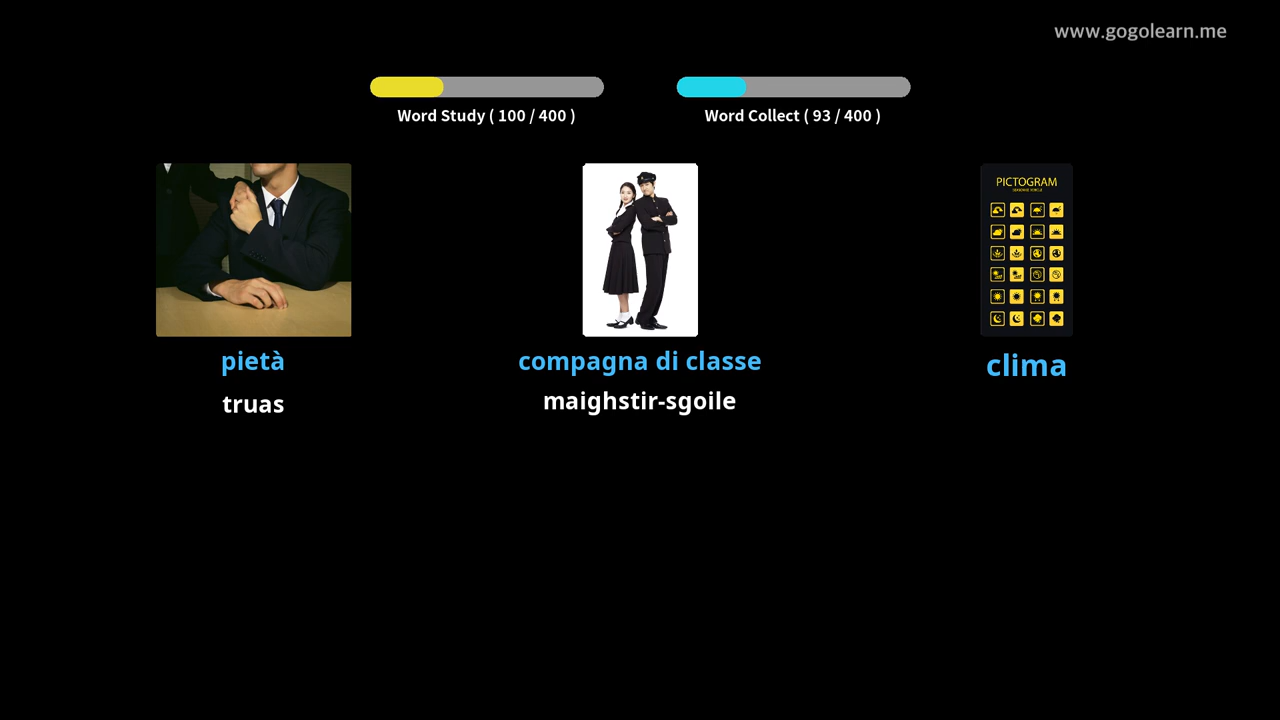 www.gogolearn.me
Word Study ( 100 / 400 )
Word Collect ( 93 / 400 )
PICTOGRAM
pietà
compagna di classe
clima
truas
maighstir-sgoile